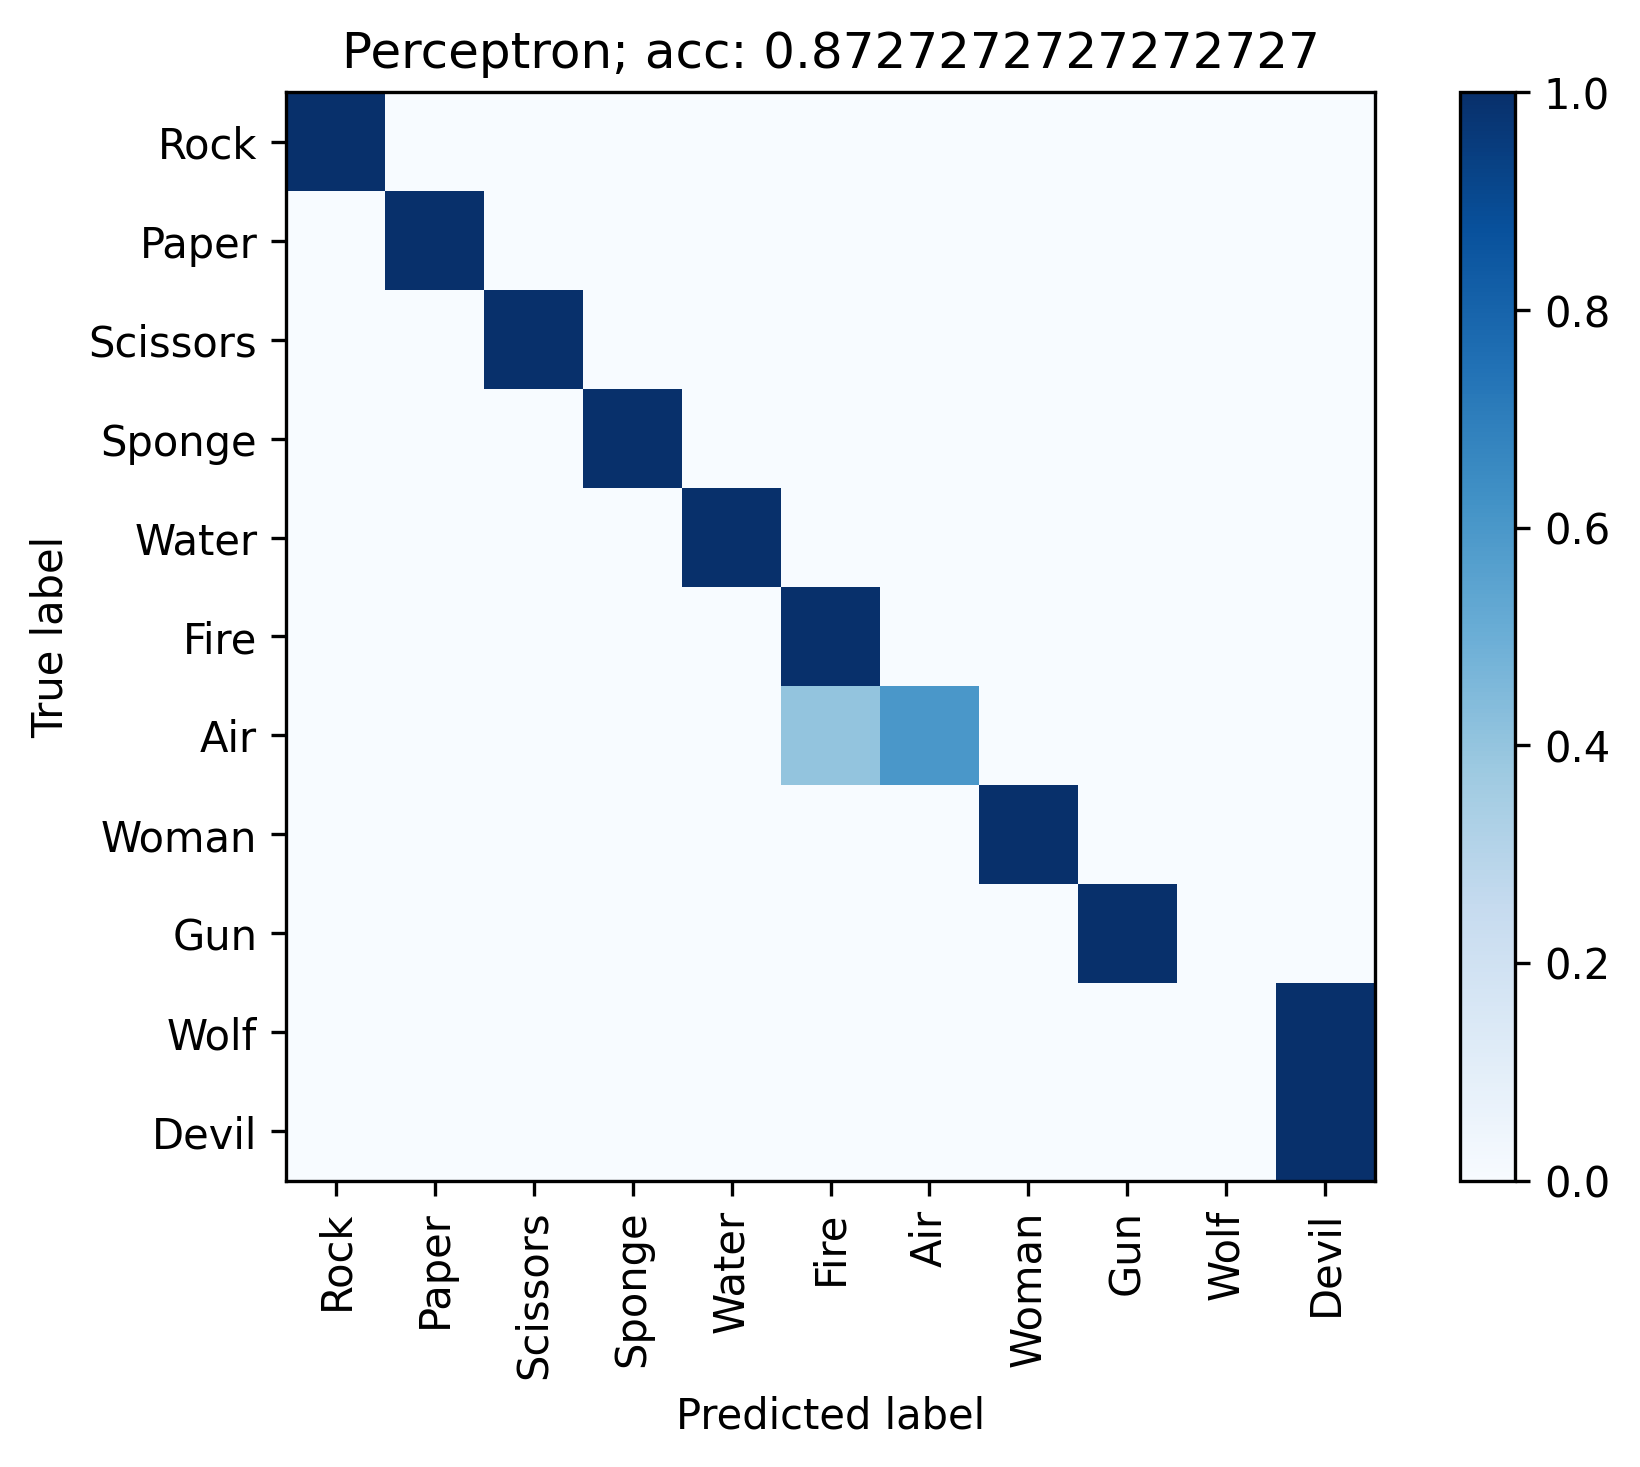 Perceptron; acc: 0.8727272727272727
True label
Rock
Paper
Scissors
Sponge
Water
Fire
Air
Woman
Gun
Wolf
Devil
Rock
Paper
Scissors
Sponge
Water
Fire
Air
Woman
Gun
Wolf
Devil
Predicted label
1.0
0.8
0.6
0.4
0.2
0.0